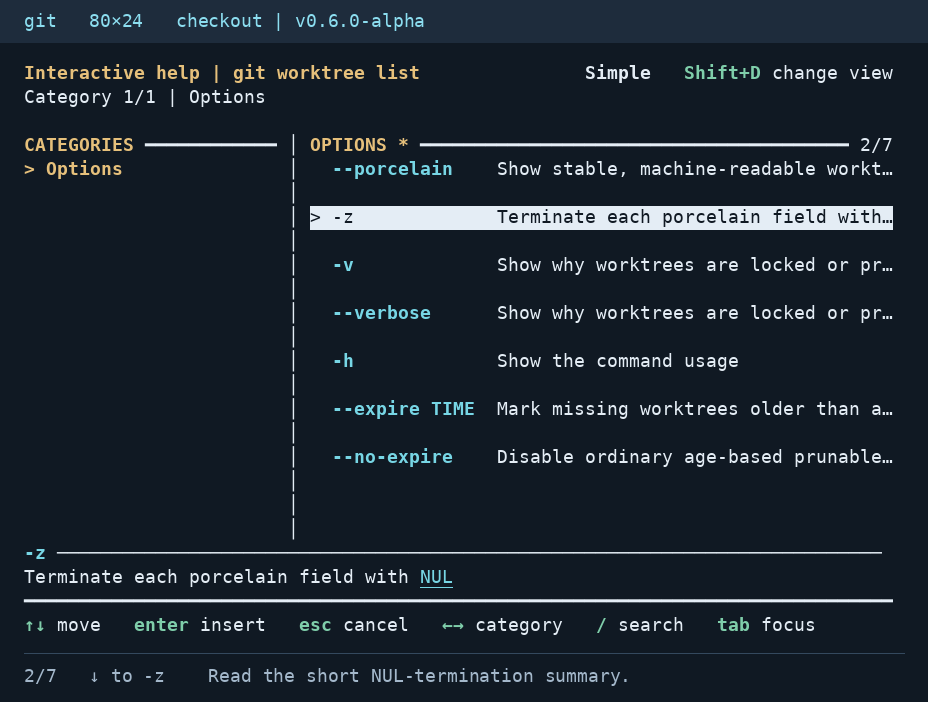 git   80×24   checkout | v0.6.0-alpha
Interactive help | git worktree list   Simple   Shift+D change view
Category 1/1 | Options
CATEGORIES   OPTIONS *   2/7
> Options   --porcelain   Show stable, machine-readable workt…
> -z   Terminate each porcelain field with…
-v   Show why worktrees are locked or pr…
--verbose   Show why worktrees are locked or pr…
-h   Show the command usage
--expire TIME   Mark missing worktrees older than a…
--no-expire   Disable ordinary age-based prunable…
-z
Terminate each porcelain field with NUL
↑↓ move   enter insert   esc cancel   ←→ category   / search   tab focus
2/7   ↓ to -z   Read the short NUL-termination summary.